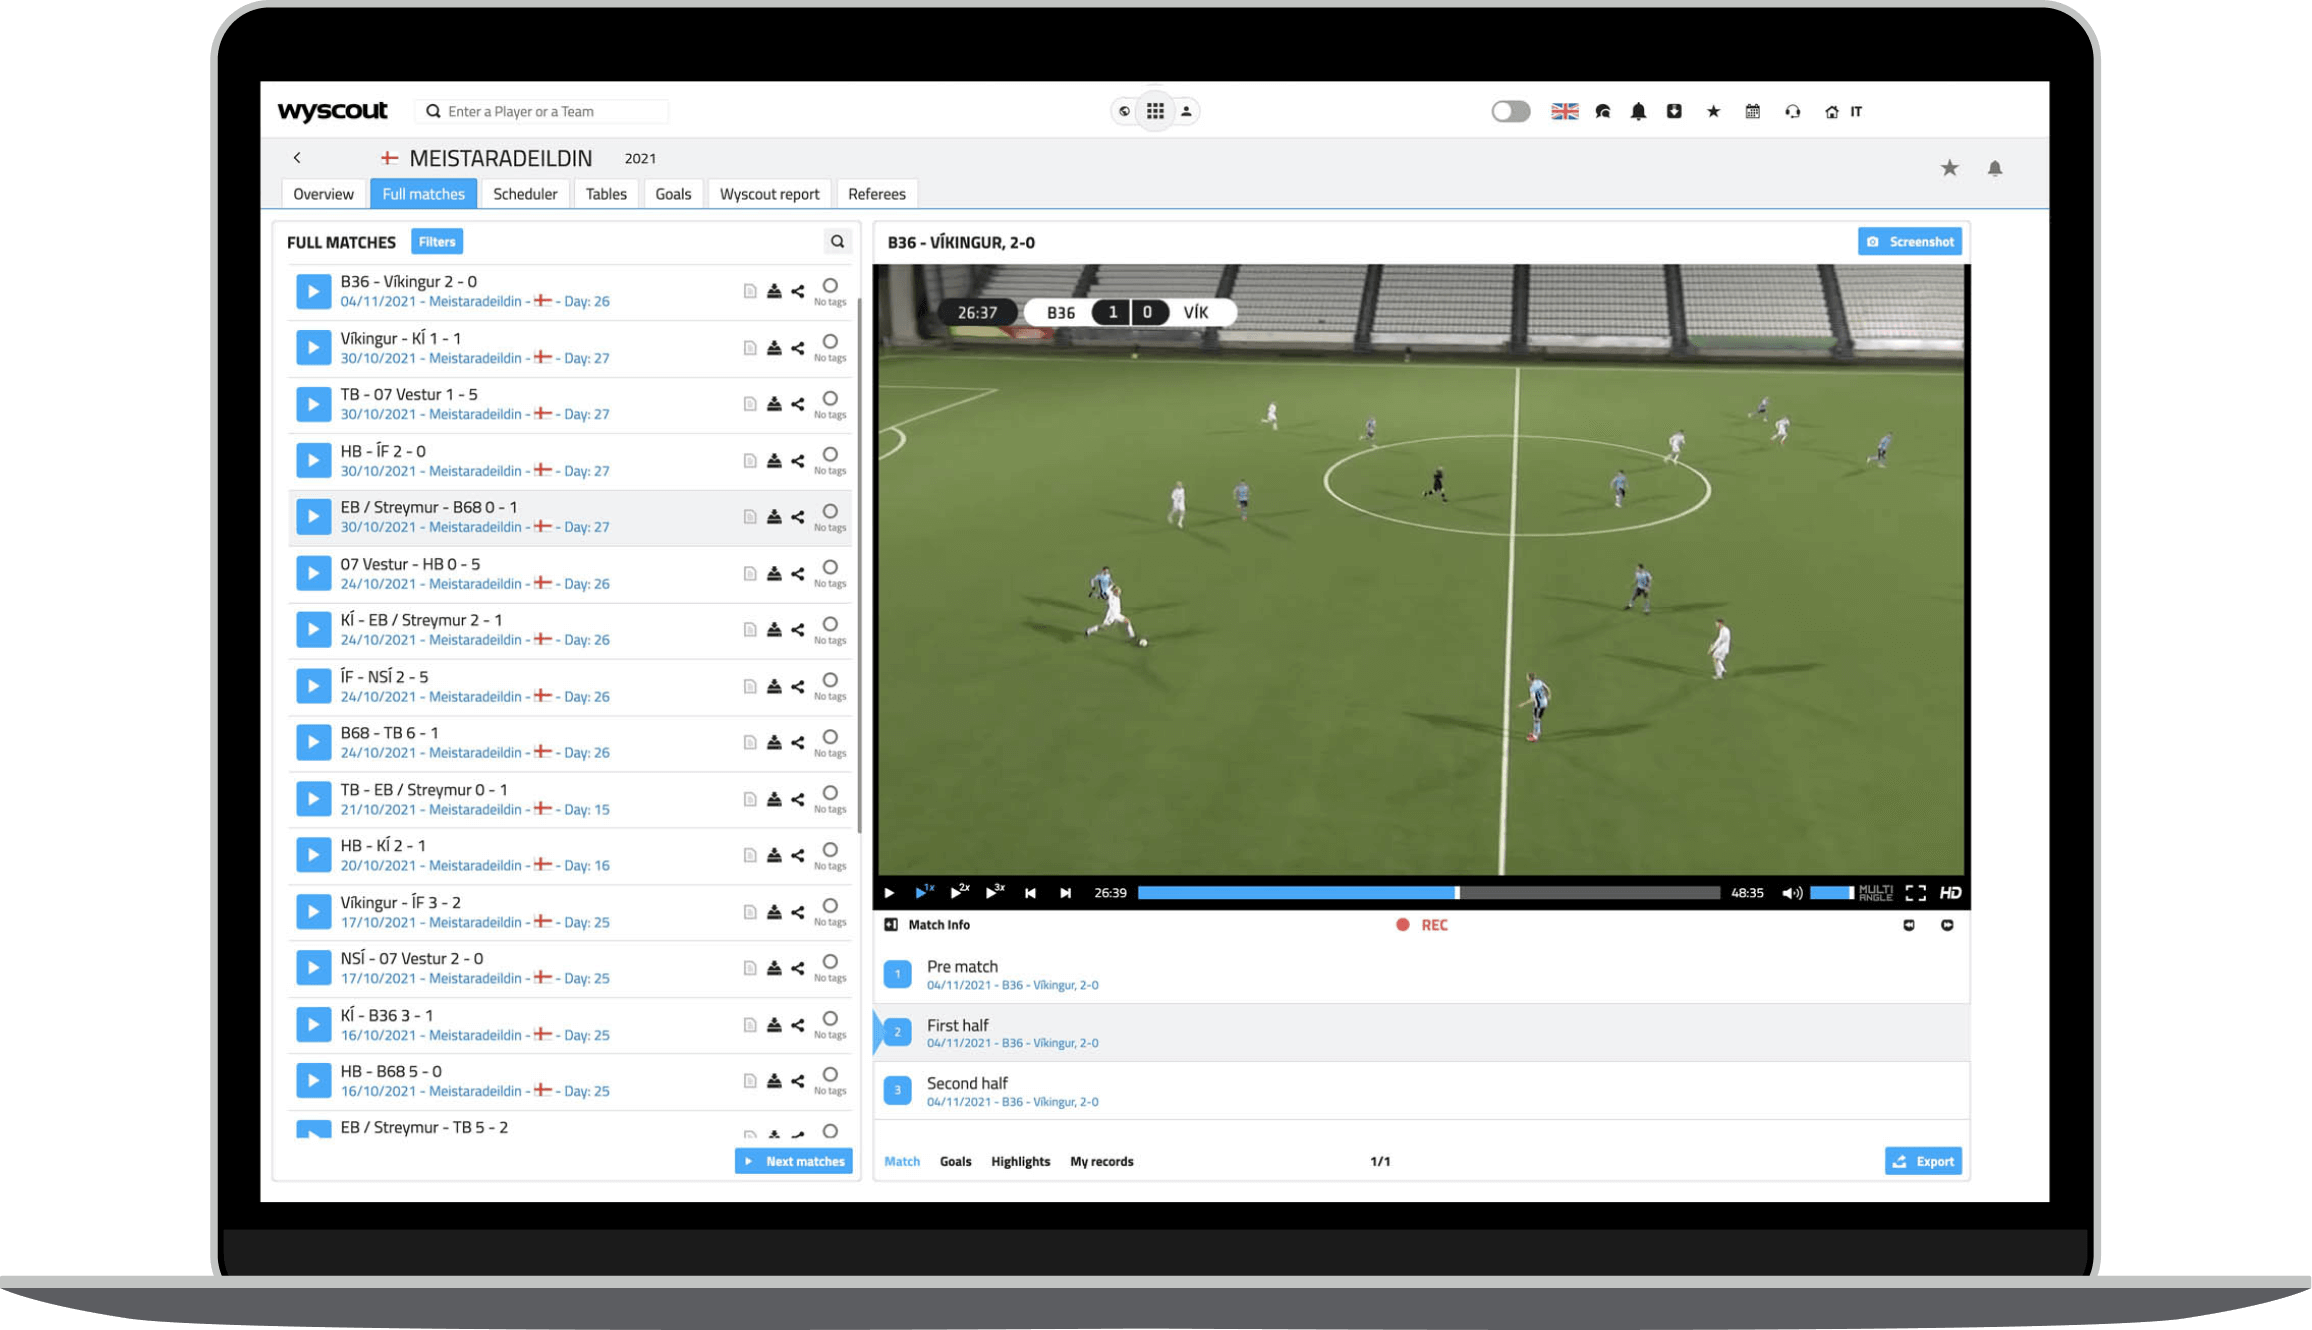 wyscout
Enter a Player or a Team
IT
MEISTARADEILDIN 2021
Overview Full matches Scheduler Tables Goals Wyscout report Referees
FULL MATCHES Filters
B36 - Víkingur 2 - 0
04/11/2021 - Meistaradeildin - - Day: 26
No tags
Víkingur - KÍ 1 - 1
30/10/2021 - Meistaradeildin - - Day: 27
No tags
TB - 07 Vestur 1 - 5
30/10/2021 - Meistaradeildin - - Day: 27
No tags
HB - ÍF 2 - 0
30/10/2021 - Meistaradeildin - - Day: 27
No tags
EB / Streymur - B68 0 - 1
30/10/2021 - Meistaradeildin - - Day: 27
No tags
07 Vestur - HB 0 - 5
24/10/2021 - Meistaradeildin - - Day: 26
No tags
KÍ - EB / Streymur 2 - 1
24/10/2021 - Meistaradeildin - - Day: 26
No tags
ÍF - NSÍ 2 - 5
24/10/2021 - Meistaradeildin - - Day: 26
No tags
B68 - TB 6 - 1
24/10/2021 - Meistaradeildin - - Day: 26
No tags
TB - EB / Streymur 0 - 1
21/10/2021 - Meistaradeildin - - Day: 15
No tags
HB - KÍ 2 - 1
20/10/2021 - Meistaradeildin - - Day: 16
No tags
Víkingur - ÍF 3 - 2
17/10/2021 - Meistaradeildin - - Day: 25
No tags
NSÍ - 07 Vestur 2 - 0
17/10/2021 - Meistaradeildin - - Day: 25
No tags
KÍ - B36 3 - 1
16/10/2021 - Meistaradeildin - - Day: 25
No tags
HB - B68 5 - 0
16/10/2021 - Meistaradeildin - - Day: 25
No tags
EB / Streymur - TB 5 - 2
Next matches
B36 - VÍKINGUR, 2-0
Screenshot
26:37 B36 1 0 VÍK
1x 2x 3x 26:39 48:35 MULTI ANGLE HD
Match Info REC
1 Pre match
04/11/2021 - B36 - Víkingur, 2-0
2 First half
04/11/2021 - B36 - Víkingur, 2-0
3 Second half
04/11/2021 - B36 - Víkingur, 2-0
Match Goals Highlights My records 1/1 Export